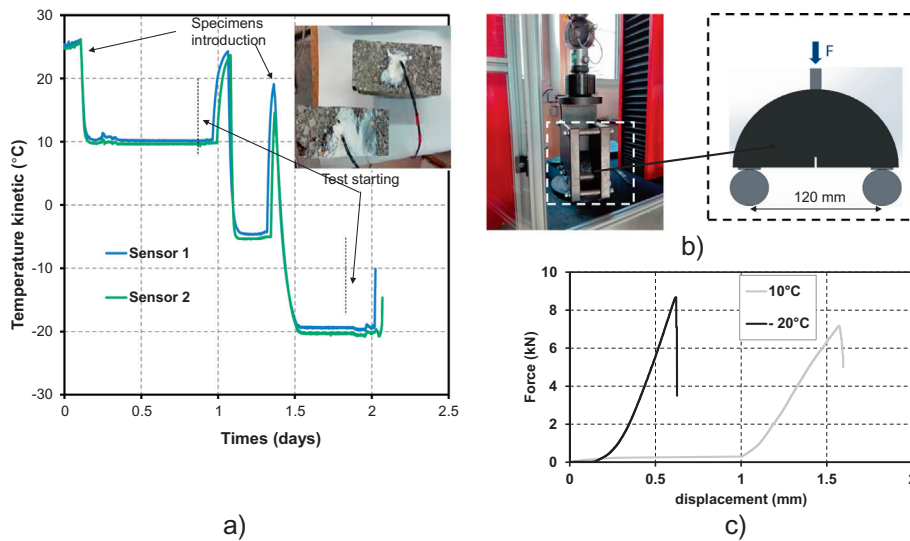 30
20
10
0
-10
-20
-30
0
0.5
1
1.5
2
2.5
Temperature kinetic (°C)
Times (days)
Specimens
introduction
Test starting
Sensor 1
Sensor 2
a)
F
120 mm
b)
10
8
6
4
2
0
0
0.5
1
1.5
2
Force (kN)
displacement (mm)
10°C
- 20°C
c)